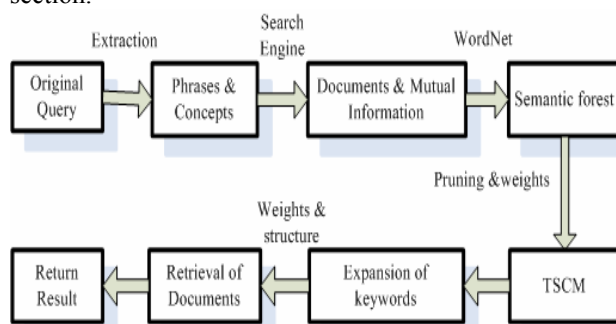 section.
Extraction
Search
Engine
WordNet
Original
Query
Phrases &
Concepts
Documents & Mutual
Information
Semantic forest
Pruning &weights
Weights &
structure
Return
Result
Retrieval of
Documents
Expansion of
keywords
TSCM